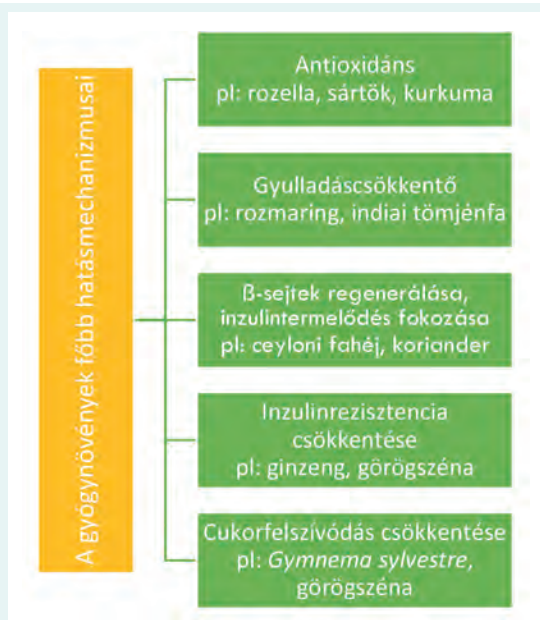 A gyógynövények főbb hatásmechanizmusai
Antioxidáns
pl: rozella, sártök, kurkuma
Gyulladáscsökkentő
pl: rozmaring, indiai tömjénfa
ß-sejtek regenerálása,
inzulintermelődés fokozása
pl: ceyloni fahéj, koriander
Inzulinrezisztencia
csökkentése
pl: ginzeng, görögszéna
Cukorfelszívódás csökkentése
pl: Gymnema sylvestre,
görögszéna